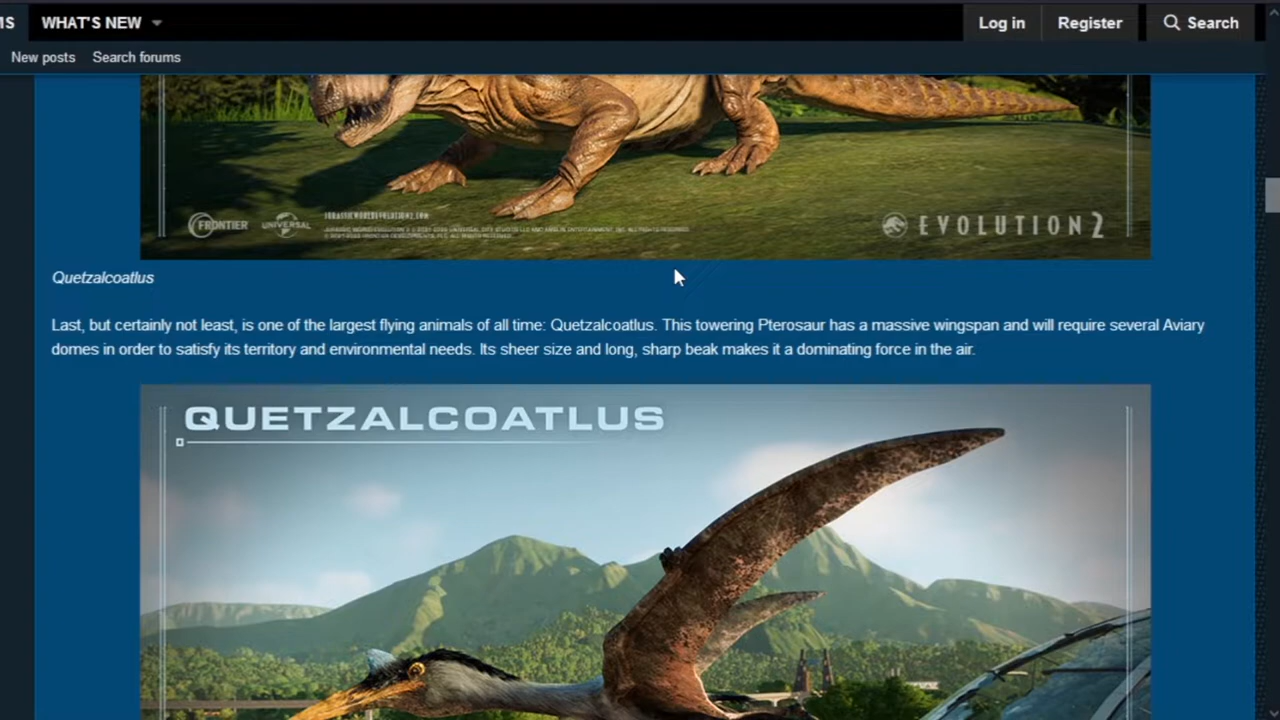 MS WHAT'S NEW Log in Register Search
New posts Search forums
FRONTIER UNIVERSAL JURASSICWORLDEVOLUTION2.COM EVOLUTION 2
Quetzalcoatlus
Last, but certainly not least, is one of the largest flying animals of all time: Quetzalcoatlus. This towering Pterosaur has a massive wingspan and will require several Aviary
domes in order to satisfy its territory and environmental needs. Its sheer size and long, sharp beak makes it a dominating force in the air.
QUETZALCOATLUS